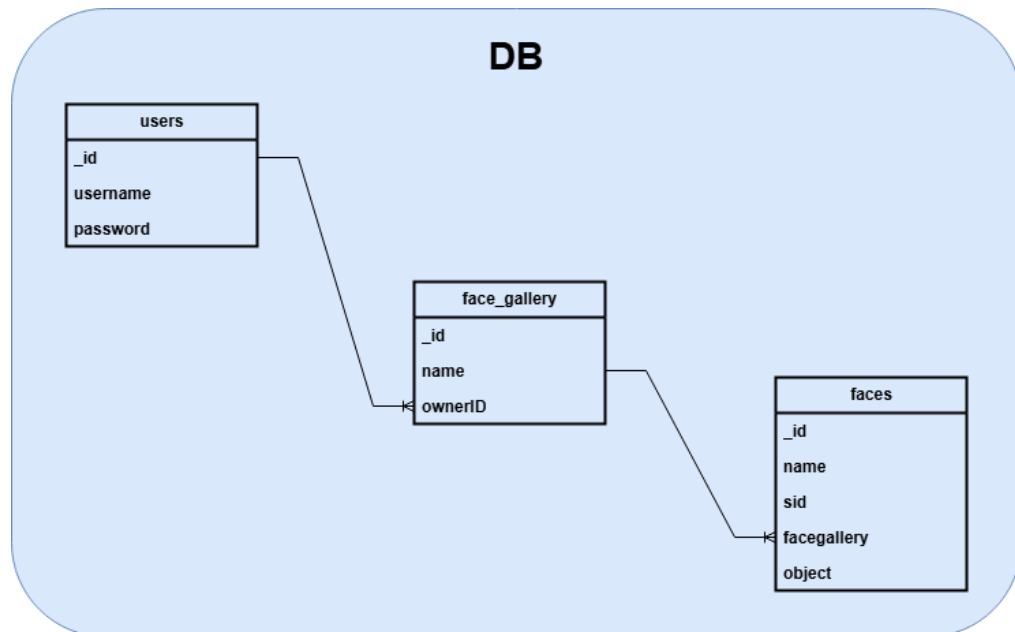 DB
users
_id
username
password
face_gallery
_id
name
ownerID
faces
_id
name
sid
facegallery
object